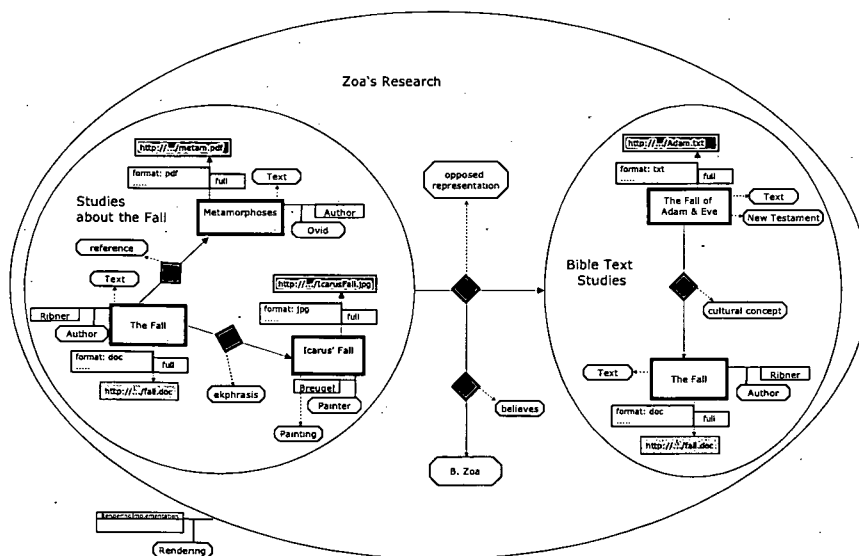 Zoa's Research
http://.../metam.pdf
format: pdf
.....
full
Text
Studies
about the Fall
Metamorphoses
Author
Ovid
reference
Text
http://.../IcarusFall.jpg
format: jpg
.....
full
Ribner
Author
The Fall
Icarus' Fall
format: doc
.....
full
http://.../fall.doc
ekphrasis
Breugel
Painter
Painting
opposed
representation
believes
B. Zoa
http://.../Adam.txt
format: txt
.....
full
The Fall of
Adam & Eve
Text
New Testament
Bible Text
Studies
cultural concept
Text
The Fall
Ribner
Author
format: doc
.....
full
http://.../fall.doc
RenderingImplementation
Rendering